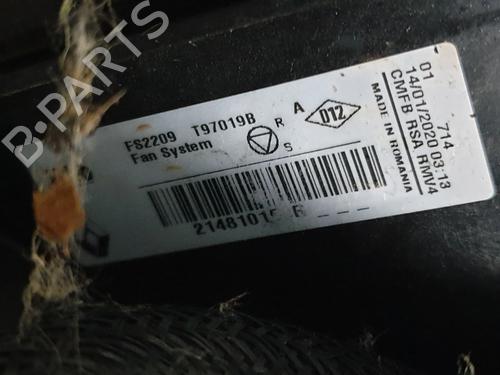 FS2209 T97019B
Fan System
R
A
S
D12
21481015 R
01 714
14/01/2020 03:13
CMFB RSA RMV4
MADE IN ROMANIA
B-PARTS